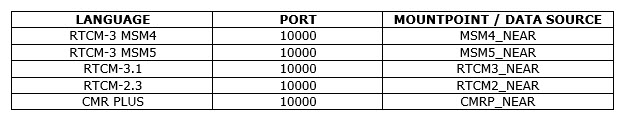 LANGUAGE PORT MOUNTPOINT / DATA SOURCE
RTCM-3 MSM4 10000 MSM4_NEAR
RTCM-3 MSM5 10000 MSM5_NEAR
RTCM-3.1 10000 RTCM3_NEAR
RTCM-2.3 10000 RTCM2_NEAR
CMR PLUS 10000 CMRP_NEAR